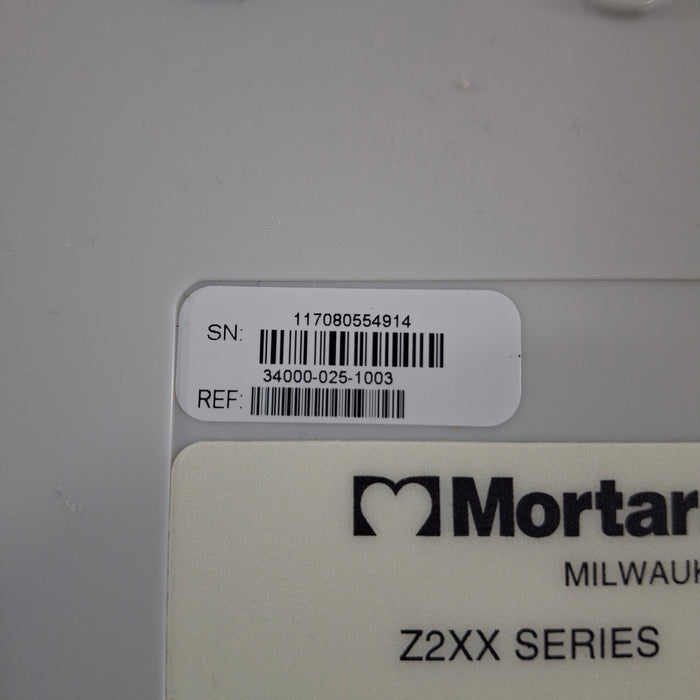 117080554914
SN:
34000-025-1003
REF:
Mortar
MILWAUK
Z2XX SERIES